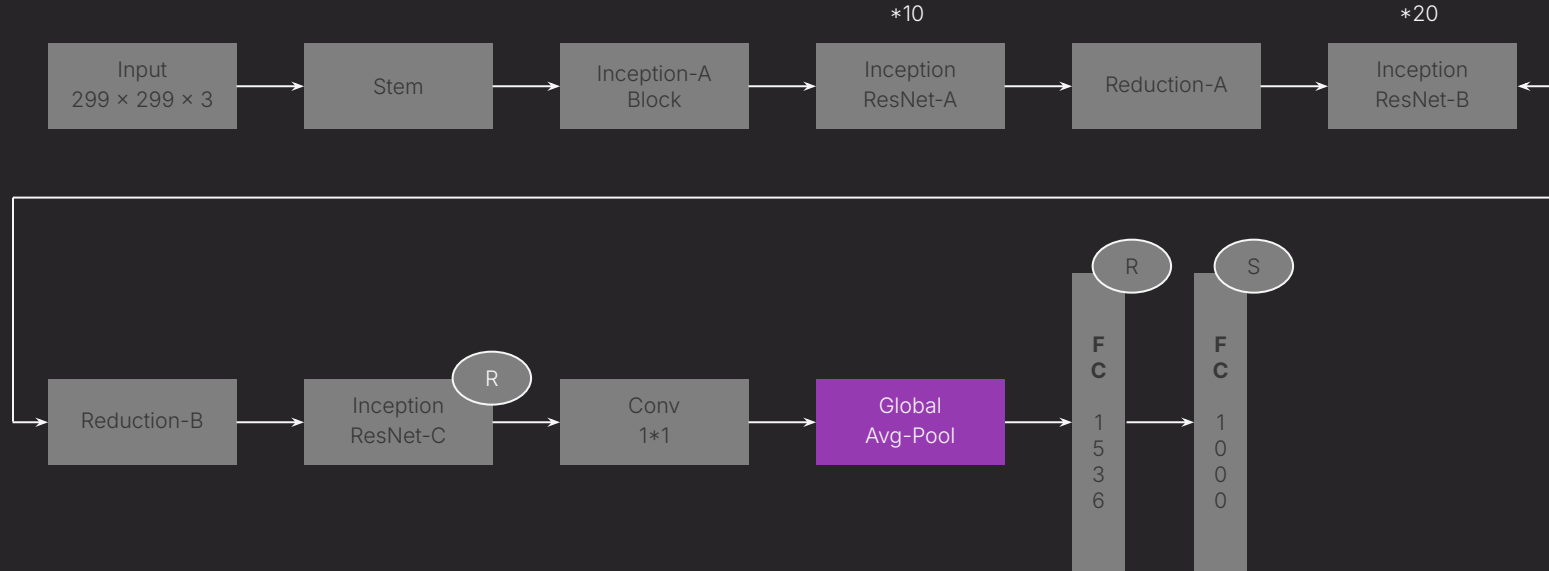 *10
*20
Input
299 × 299 × 3
Stem
Inception-A
Block
Inception
ResNet-A
Reduction-A
Inception
ResNet-B
R
S
Reduction-B
Inception
ResNet-C
R
Conv
1*1
Global
Avg-Pool
F
C
1
5
3
6
F
C
1
0
0
0